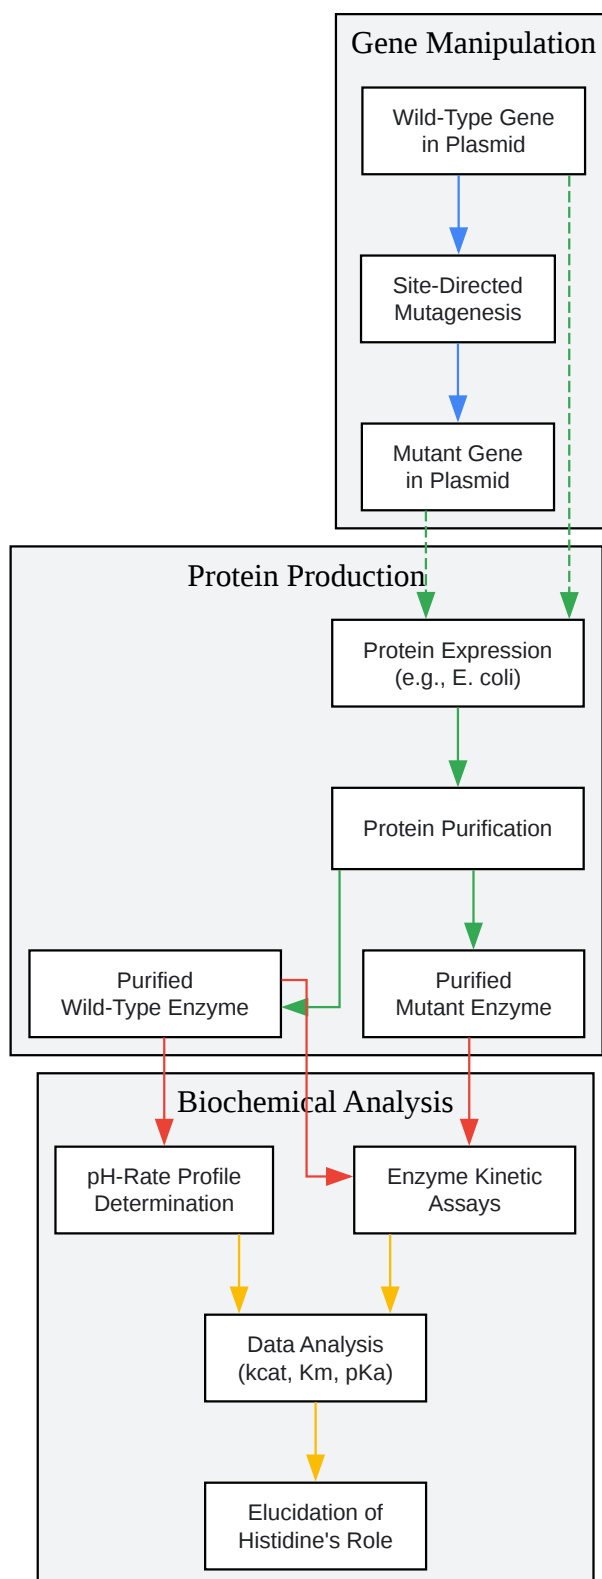 Gene Manipulation
Wild-Type Gene
in Plasmid
Site-Directed
Mutagenesis
Mutant Gene
in Plasmid
Protein Production
Protein Expression
(e.g., E. coli)
Protein Purification
Purified
Wild-Type Enzyme
Purified
Mutant Enzyme
Biochemical Analysis
pH-Rate Profile
Determination
Enzyme Kinetic
Assays
Data Analysis
(kcat, Km, pKa)
Elucidation of
Histidine's Role